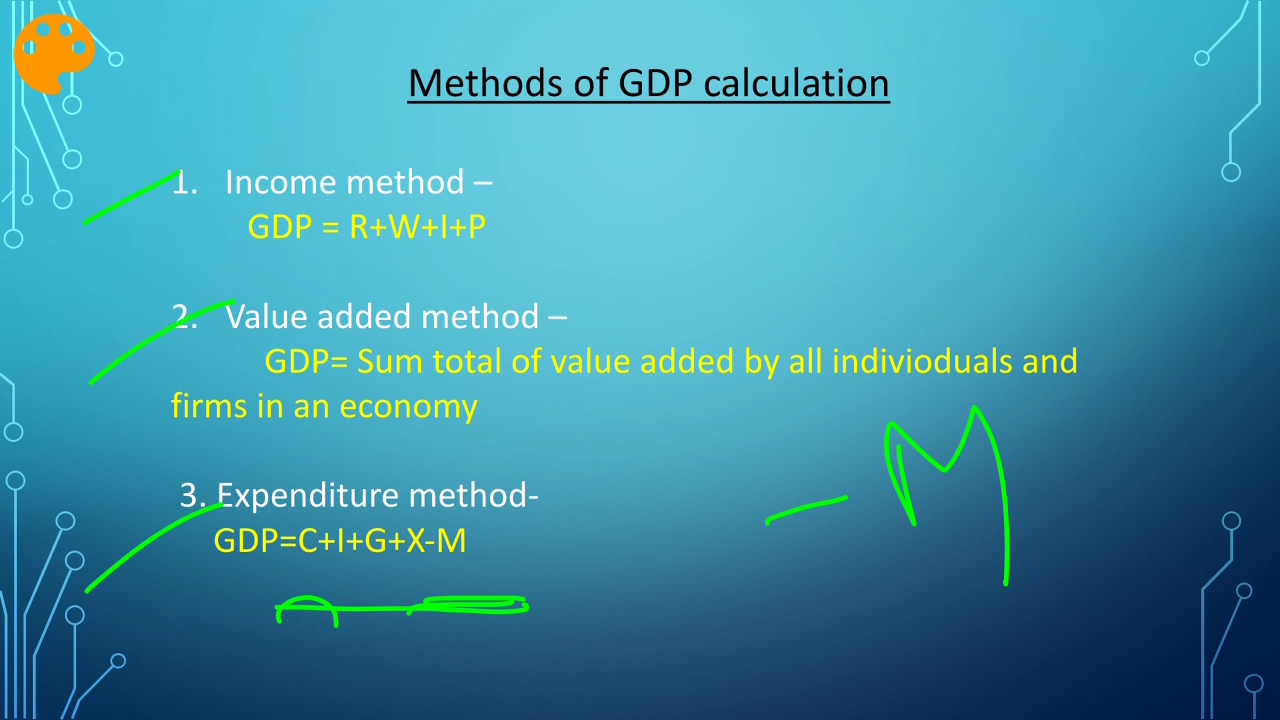 Methods of GDP calculation
1. Income method –
GDP = R+W+I+P
2. Value added method –
GDP= Sum total of value added by all indivioduals and
firms in an economy
3. Expenditure method-
GDP=C+I+G+X-M
- M